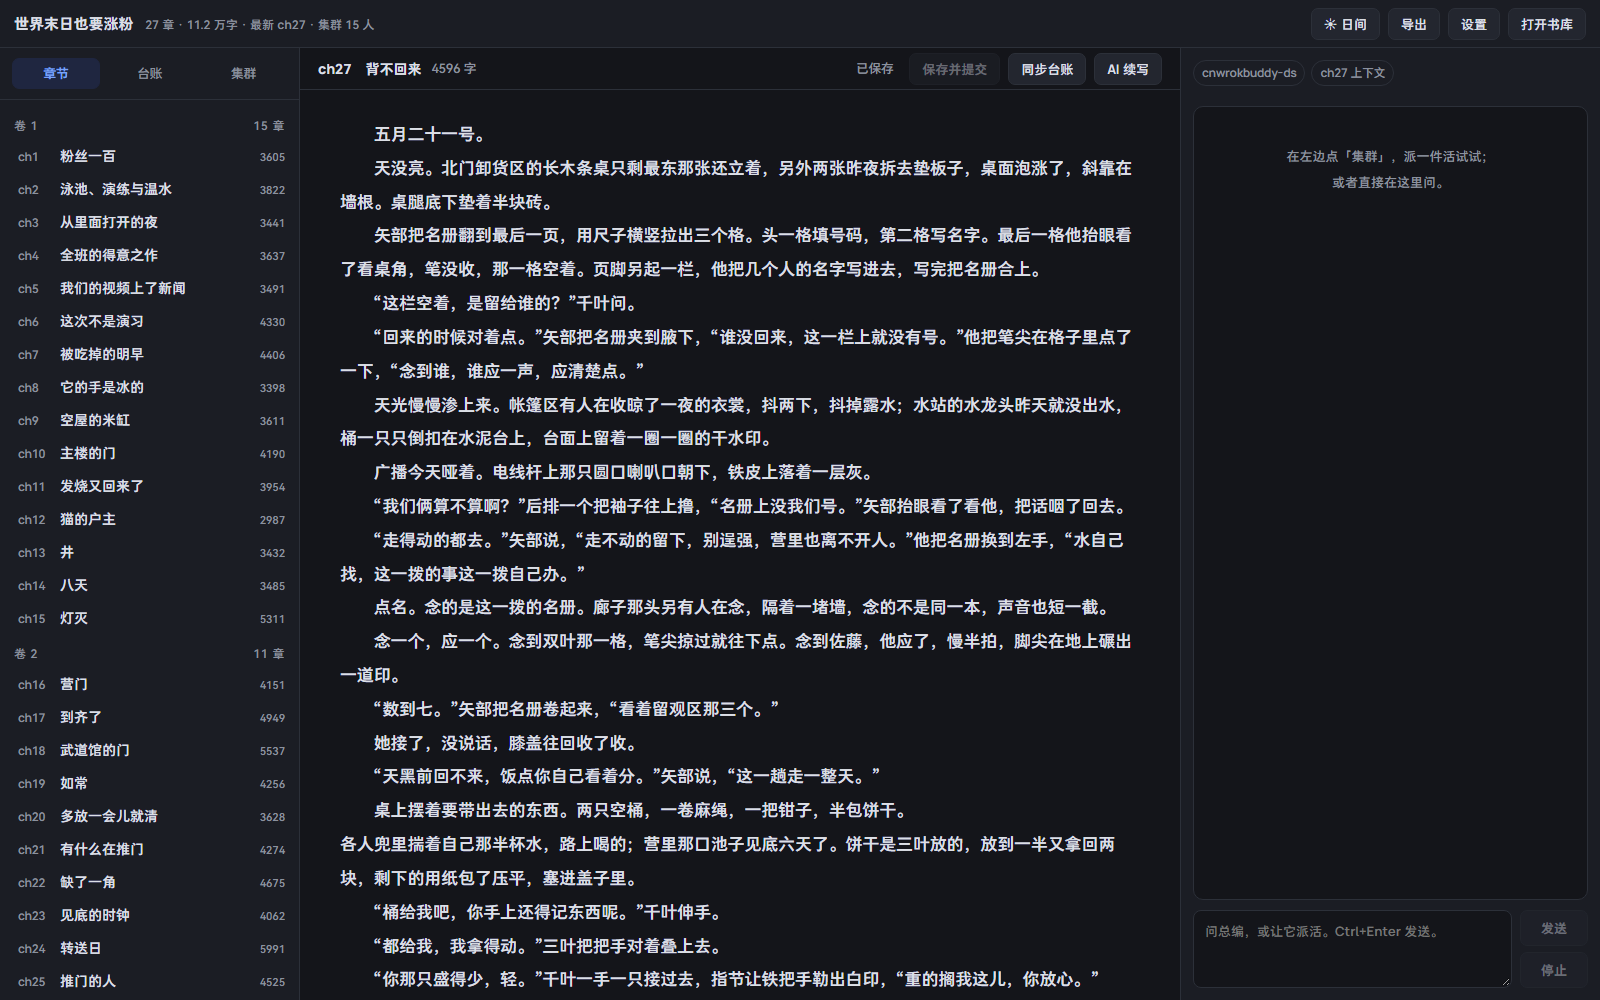 世界末日也要涨粉 27 章 · 11.2 万字 · 最新 ch27 · 集群 15 人
☀ 日间 导出 设置 打开书库
章节 台账 集群
卷 1 15 章
ch1 粉丝一百 3605
ch2 泳池、演练与温水 3822
ch3 从里面打开的夜 3441
ch4 全班的得意之作 3637
ch5 我们的视频上了新闻 3491
ch6 这次不是演习 4330
ch7 被吃掉的明早 4406
ch8 它的手是冰的 3398
ch9 空屋的米缸 3611
ch10 主楼的门 4190
ch11 发烧又回来了 3954
ch12 猫的户主 2987
ch13 井 3432
ch14 八天 3485
ch15 灯灭 5311
卷 2 11 章
ch16 营门 4151
ch17 到齐了 4949
ch18 武道馆的门 5537
ch19 如常 4256
ch20 多放一会儿就清 3628
ch21 有什么在推门 4274
ch22 缺了一角 4675
ch23 见底的时钟 4062
ch24 转送日 5991
ch25 推门的人 4525
ch27 背不回来 4596 字
已保存 保存并提交 同步台账 AI 续写
五月二十一号。
天没亮。北门卸货区的长木条桌只剩最东那张还立着，另外两张昨夜拆去垫板子，桌面泡涨了，斜靠在
墙根。桌腿底下垫着半块砖。
矢部把名册翻到最后一页，用尺子横竖拉出三个格。头一格填号码，第二格写名字。最后一格他抬眼看
了看桌角，笔没收，那一格空着。页脚另起一栏，他把几个人的名字写进去，写完把名册合上。
“这栏空着，是留给谁的？”千叶问。
“回来的时候对着点。”矢部把名册夹到腋下，“谁没回来，这一栏上就没有号。”他把笔尖在格子里点了
一下，“念到谁，谁应一声，应清楚点。”
天光慢慢渗上来。帐篷区有人在收晾了一夜的衣裳，抖两下，抖掉露水；水站的水龙头昨天就没出水，
桶一只只倒扣在水泥台上，台面上留着一圈一圈的干水印。
广播今天哑着。电线杆上那只圆口喇叭口朝下，铁皮上落着一层灰。
“我们俩算不算啊？”后排一个把袖子往上撸，“名册上没我们号。”矢部抬眼看了看他，把话咽了回去。
“走得动的都去。”矢部说，“走不动的留下，别逞强，营里也离不开人。”他把名册换到左手，“水自己
找，这一拨的事这一拨自己办。”
点名。念的是这一拨的名册。廊子那头另有人在念，隔着一堵墙，念的不是同一本，声音也短一截。
念一个，应一个。念到双叶那一格，笔尖掠过就往下点。念到佐藤，他应了，慢半拍，脚尖在地上碾出
一道印。
“数到七。”矢部把名册卷起来，“看着留观区那三个。”
她接了，没说话，膝盖往回收了收。
“天黑前回不来，饭点你自己看着分。”矢部说，“这一趟走一整天。”
桌上摆着要带出去的东西。两只空桶，一卷麻绳，一把钳子，半包饼干。
各人兜里揣着自己那半杯水，路上喝的；营里那口池子见底六天了。饼干是三叶放的，放到一半又拿回两
块，剩下的用纸包了压平，塞进盖子里。
“桶给我吧，你手上还得记东西呢。”千叶伸手。
“都给我，我拿得动。”三叶把把手对着叠上去。
“你那只盛得少，轻。”千叶一手一只接过去，指节让铁把手勒出白印，“重的搁我这儿，你放心。”
cnwrokbuddy-ds ch27 上下文
在左边点「集群」，派一件活试试；
或者直接在这里问。
问总编，或让它派活。Ctrl+Enter 发送。
发送
停止